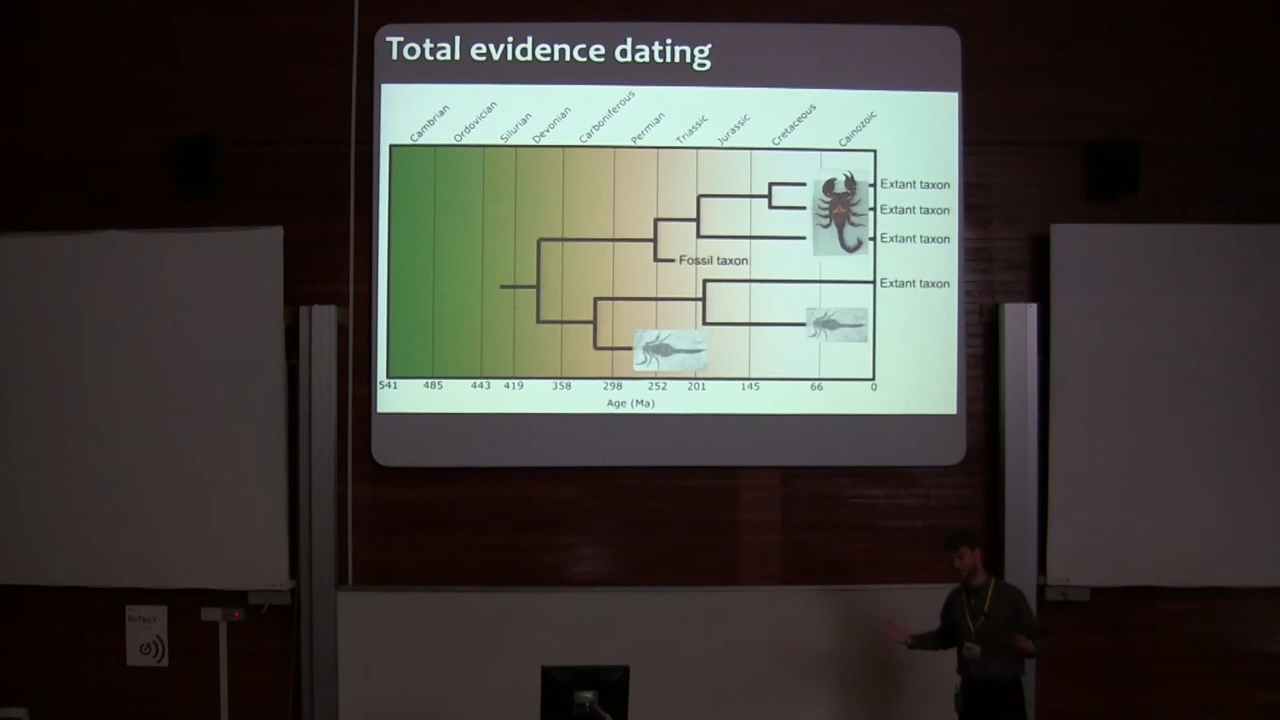 Total evidence dating
Cambrian
Ordovician
Silurian
Devonian
Carboniferous
Permian
Triassic
Jurassic
Cretaceous
Cainozoic
Extant taxon
Extant taxon
Extant taxon
Fossil taxon
Extant taxon
541 485 443 419 358 298 252 201 145 66 0
Age (Ma)
Reflect